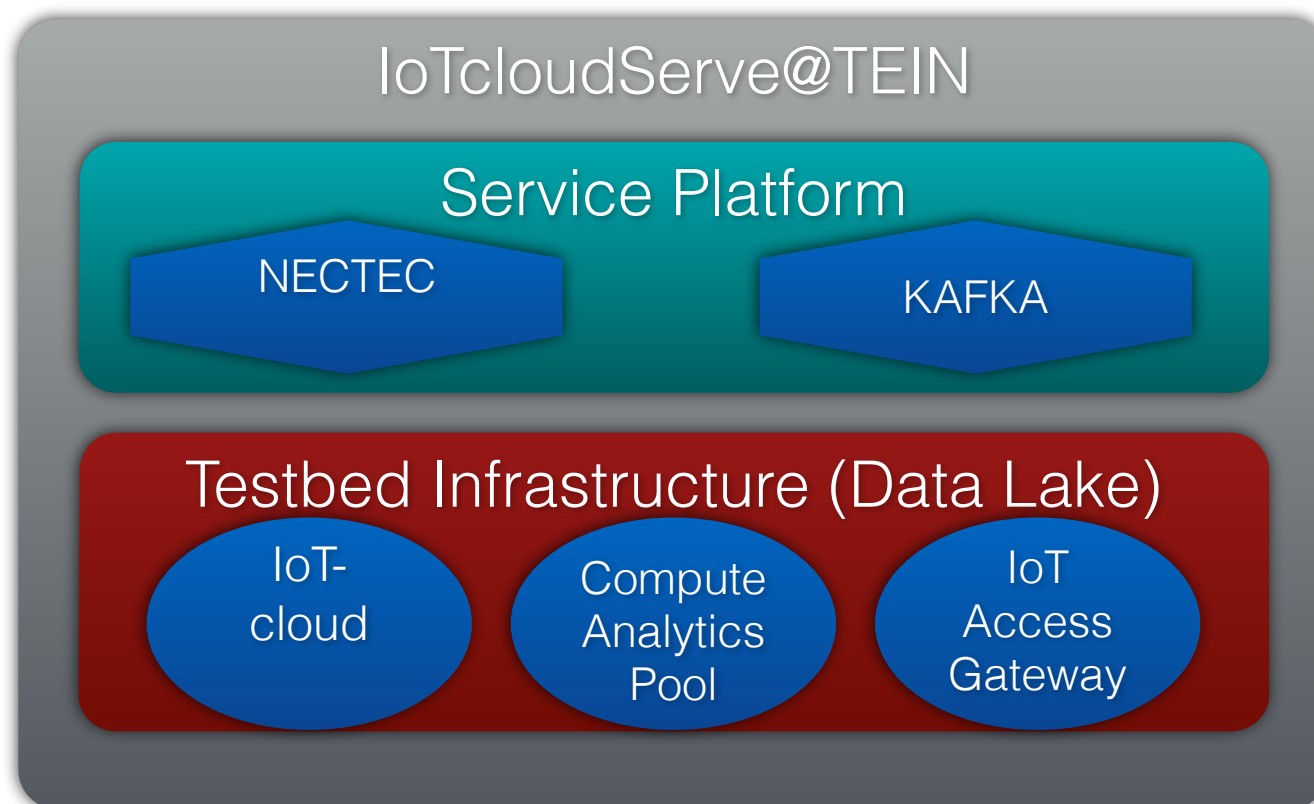 IoTcloudServe@TEIN
Service Platform
NECTEC
KAFKA
Testbed Infrastructure (Data Lake)
IoT-
cloud
Compute
Analytics
Pool
IoT
Access
Gateway